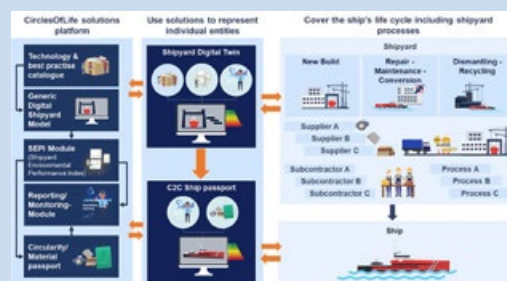 CirclesOfLife solutions
platform
Technology &
best practise
catalogue
Generic
Digital
Shipyard
Model
SEPI Module
(Shipyard
Environmental
Performance Index)
Reporting/
Monitoring-
Module
Circularity/
Material
passport
Use solutions to represent
individual entities
Shipyard Digital Twin
C2C Ship passport
Cover the ship's life cycle including shipyard
processes
Shipyard
New Build
Repair -
Maintenance -
Conversion
Dismantling -
Recycling
Supplier A
Supplier B
Supplier C
Subcontractor A
Subcontractor B
Subcontractor C
Process A
Process B
Process C
Ship